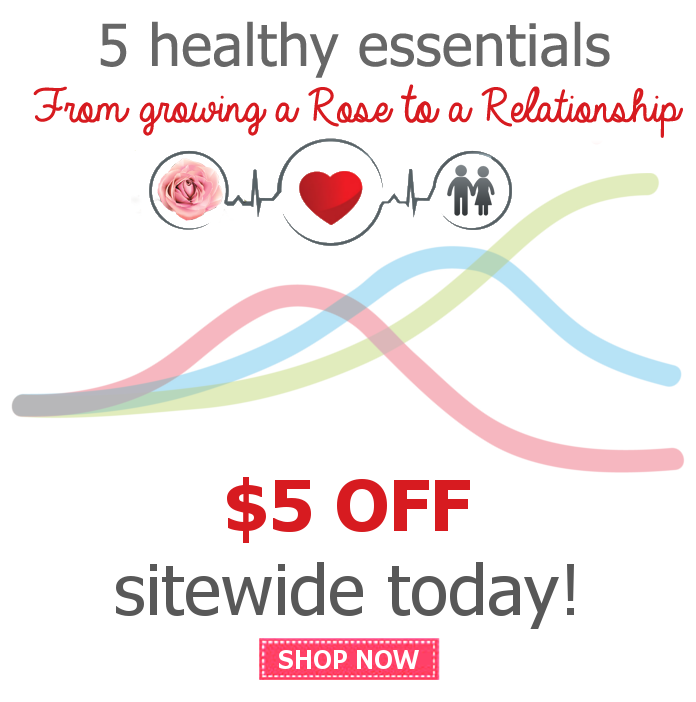 5 healthy essentials
From growing a Rose to a Relationship
$5 OFF
sitewide today!
SHOP NOW